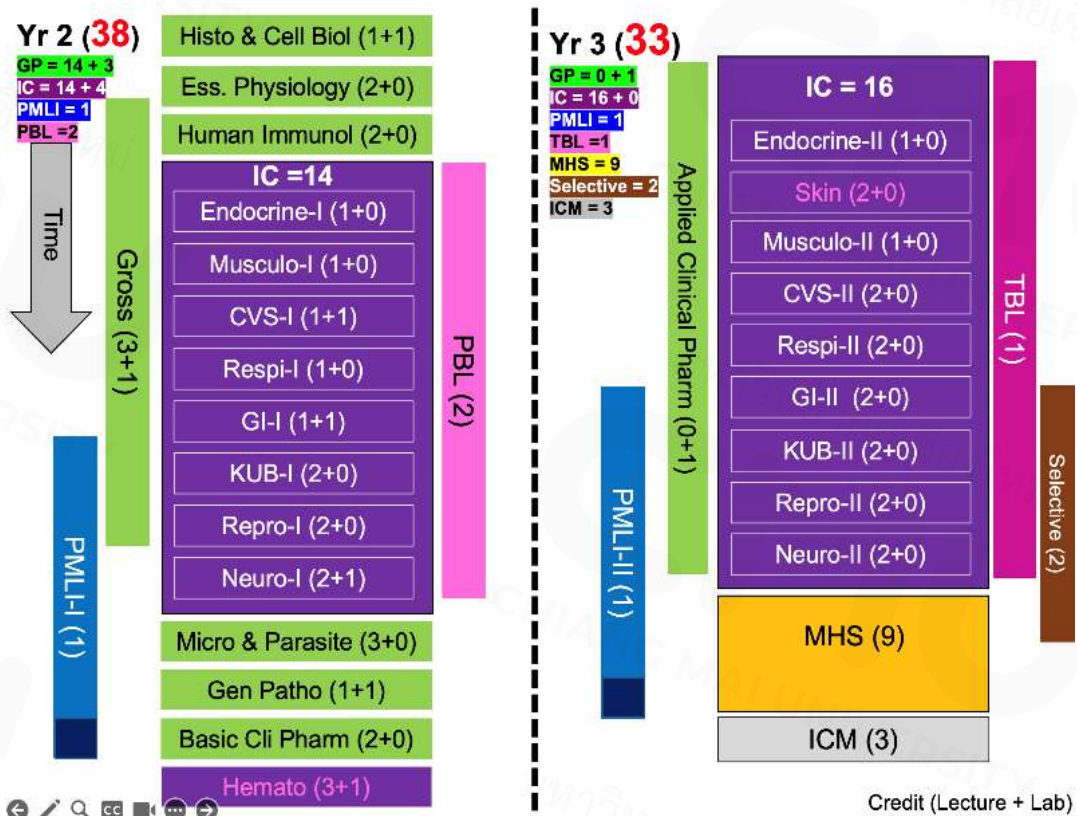 Yr 2 (38)
GP = 14 + 3
IC = 14 + 4
PMLI = 1
PBL =2
Time
Gross (3+1)
PMLI-I (1)
Histo & Cell Biol (1+1)
Ess. Physiology (2+0)
Human Immunol (2+0)
IC =14
Endocrine-I (1+0)
Musculo-I (1+0)
CVS-I (1+1)
Respi-I (1+0)
GI-I (1+1)
KUB-I (2+0)
Repro-I (2+0)
Neuro-I (2+1)
PBL (2)
Micro & Parasite (3+0)
Gen Patho (1+1)
Basic Cli Pharm (2+0)
Hemato (3+1)
Yr 3 (33)
GP = 0 + 1
IC = 16 + 0
PMLI = 1
TBL =1
MHS = 9
Selective = 2
ICM = 3
Applied Clinical Pharm (0+1)
PMLI-II (1)
IC = 16
Endocrine-II (1+0)
Skin (2+0)
Musculo-II (1+0)
CVS-II (2+0)
Respi-II (2+0)
GI-II (2+0)
KUB-II (2+0)
Repro-II (2+0)
Neuro-II (2+0)
TBL (1)
Selective (2)
MHS (9)
ICM (3)
Credit (Lecture + Lab)
CC
CHIANG MAI UNIVERSITY